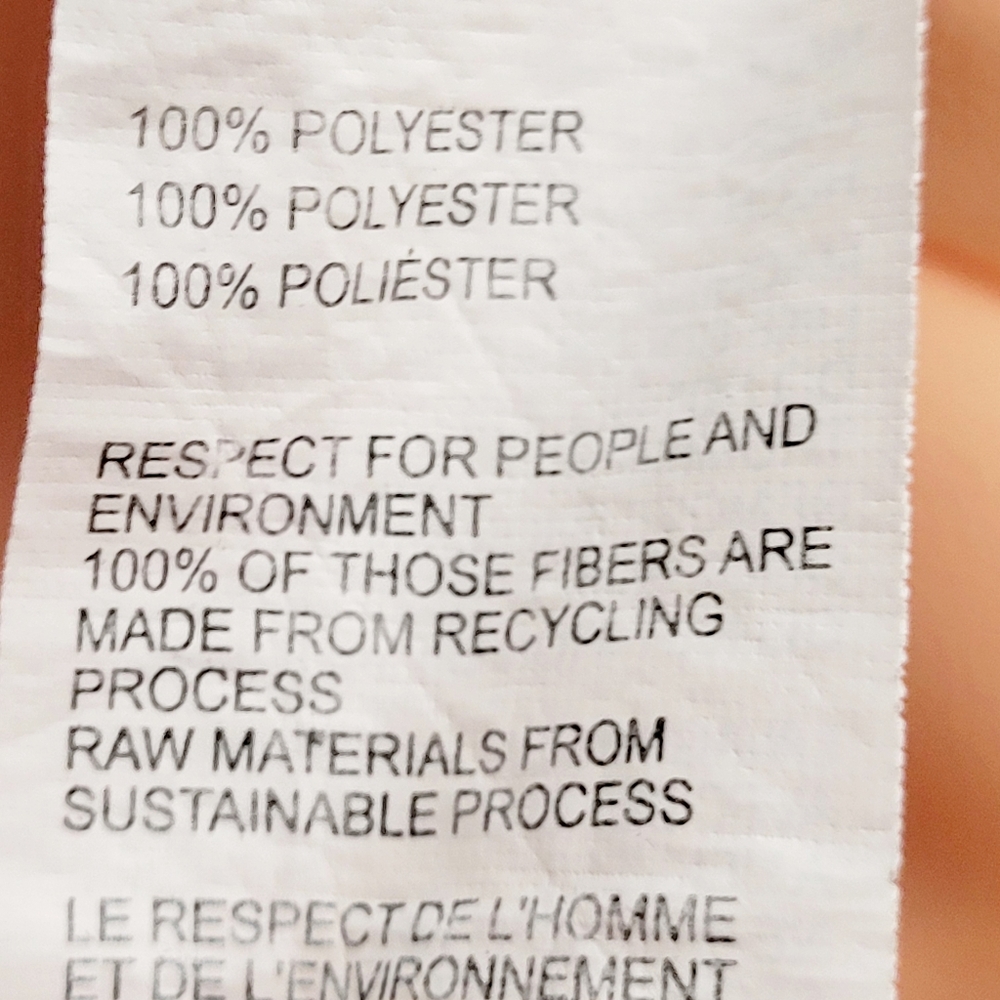 100% POLYESTER
100% POLYESTER
100% POLIÉSTER
RESPECT FOR PEOPLE AND
ENVIRONMENT
100% OF THOSE FIBERS ARE
MADE FROM RECYCLING
PROCESS
RAW MATERIALS FROM
SUSTAINABLE PROCESS
LE RESPECT DE L'HOMME
ET DE L'ENVIRONNEMENT